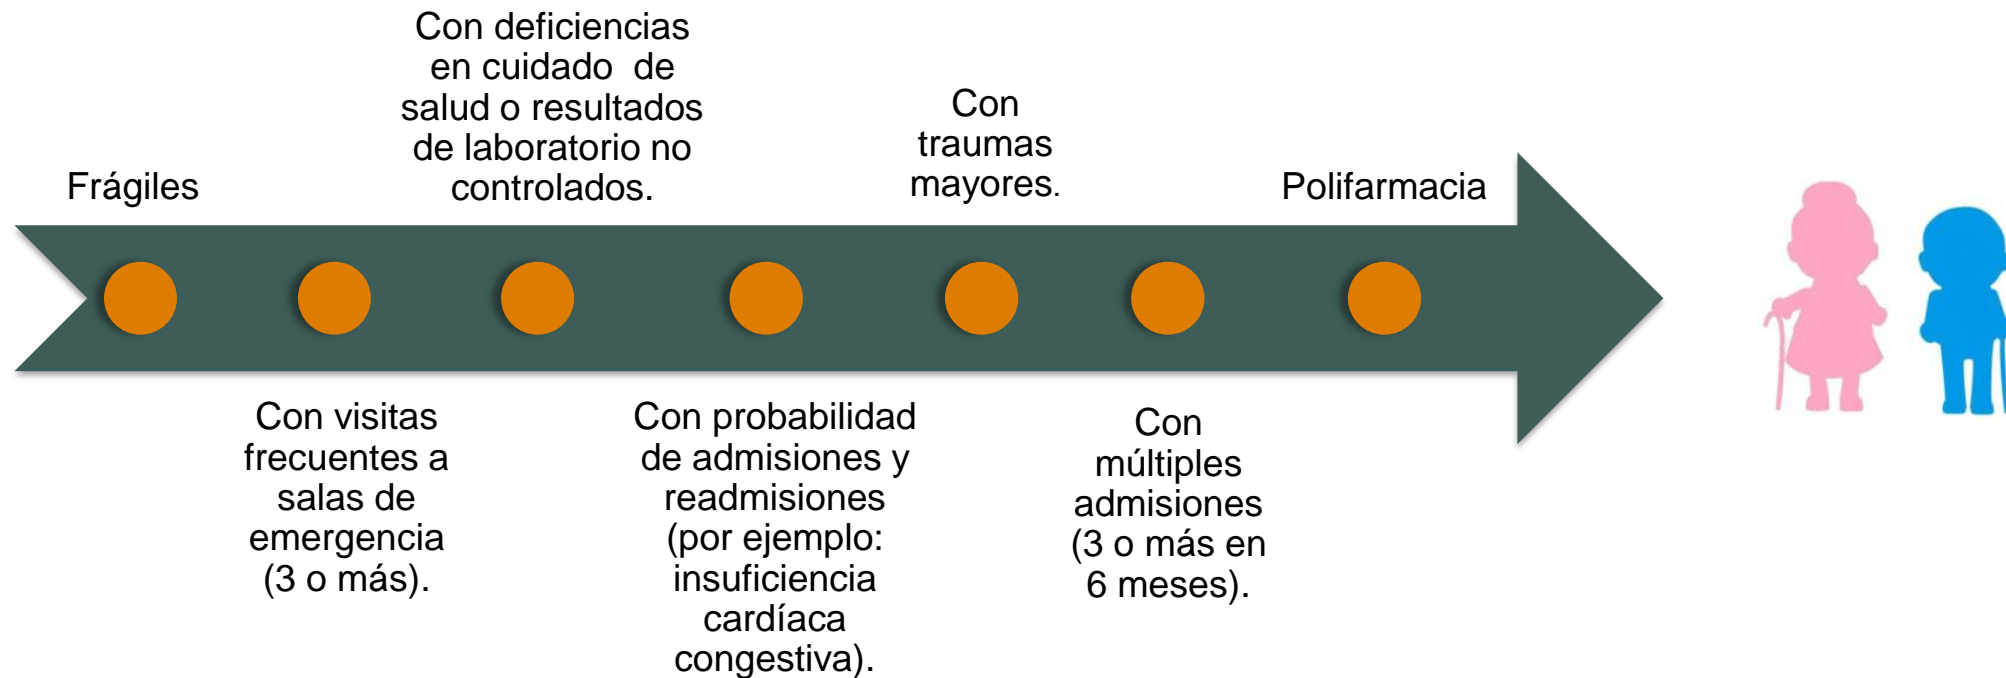 Frágiles
Con visitas
frecuentes a
salas de
emergencia
(3 o más).
Con deficiencias
en cuidado  de
salud o resultados
de laboratorio no
controlados.
Con probabilidad
de admisiones y
readmisiones
(por ejemplo:
insuficiencia
cardíaca
congestiva).
Con
traumas
mayores.
Con
múltiples
admisiones
(3 o más en
6 meses).
Polifarmacia